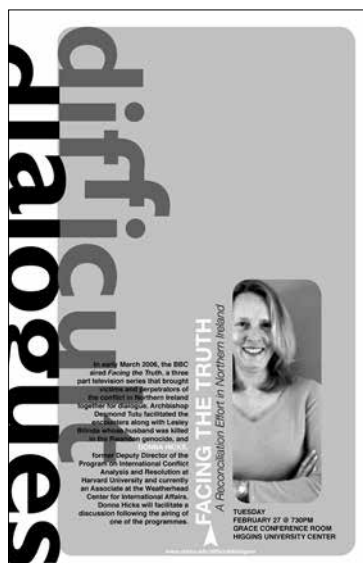 difficult
dialogues
In early March 2006, the BBC
aired Facing the Truth, a three
part television series that brought
victims and perpetrators of
the conflict in Northern Ireland
together for dialogue. Archbishop
Desmond Tutu facilitated the
encounters along with Lesley
Bilinda whose husband was killed
in the Rwandan genocide, and
DONNA HICKS,
former Deputy Director of the
Program on International Conflict
Analysis and Resolution at
Harvard University and currently
an Associate at the Weatherhead
Center for International Affairs.
Donna Hicks will facilitate a
discussion following the airing of
one of the programmes.
FACING THE TRUTH
A Reconciliation Effort in Northern Ireland
TUESDAY
FEBRUARY 27 @ 730PM
GRACE CONFERENCE ROOM
HIGGINS UNIVERSITY CENTER